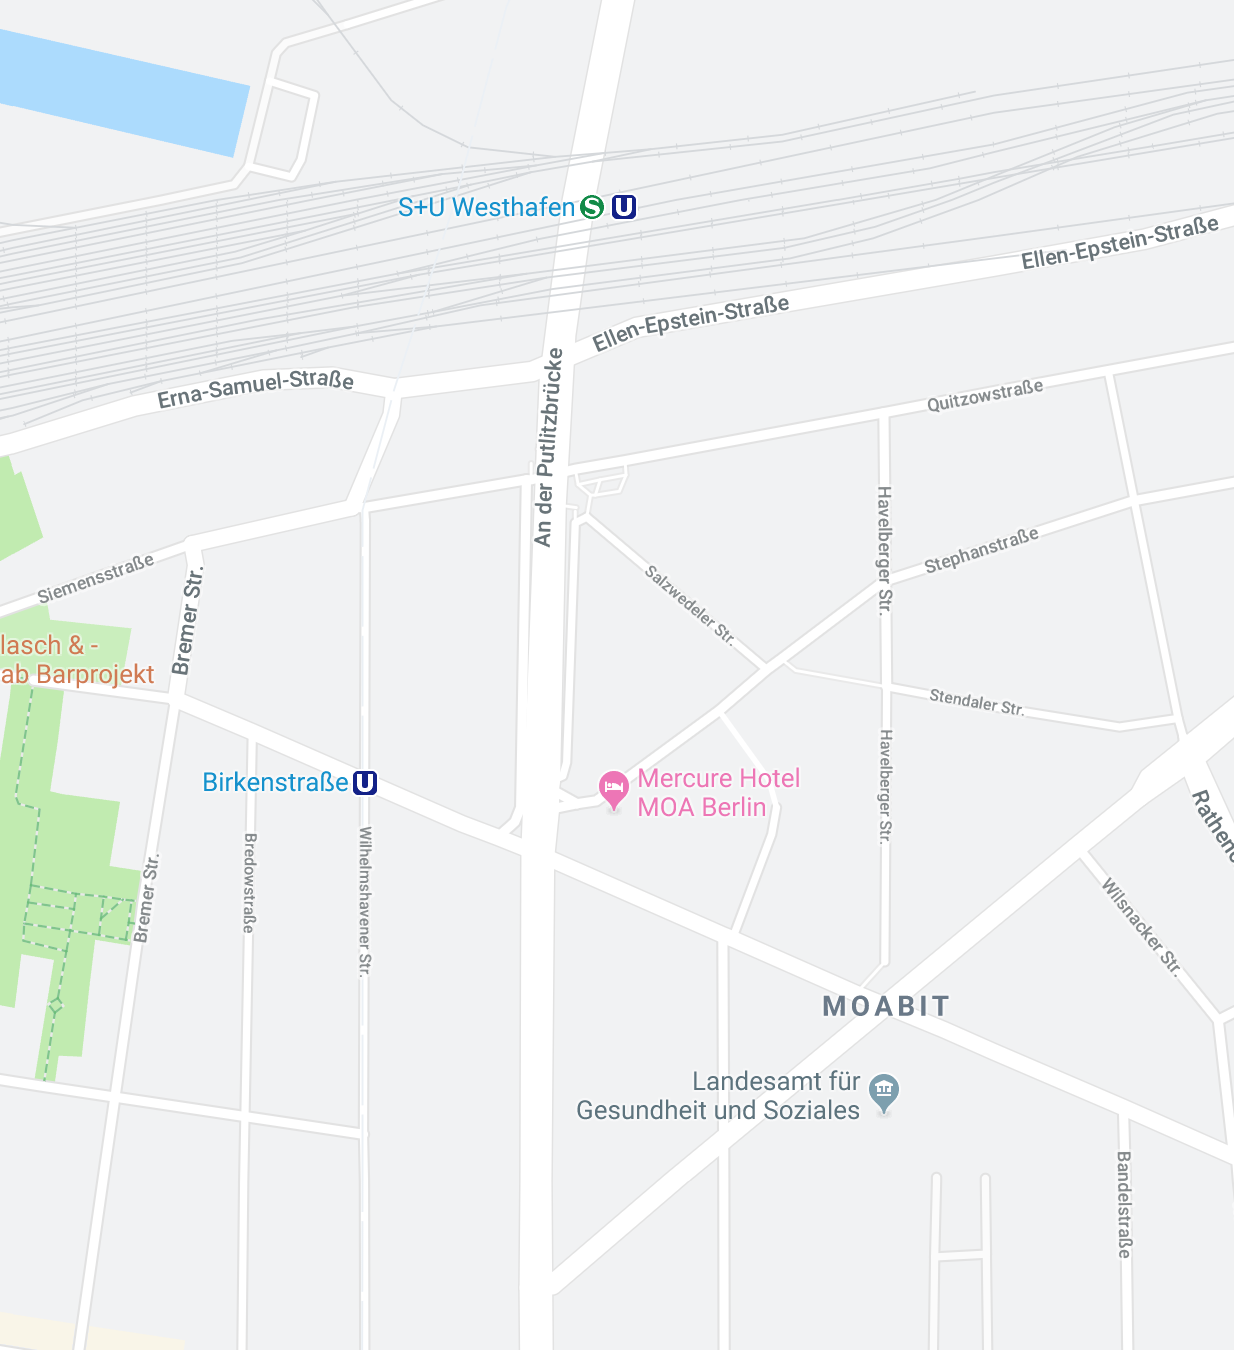 S+U Westhafen S U
Ellen-Epstein-Straße
Ellen-Epstein-Straße
Erna-Samuel-Straße
An der Putlitzbrücke
Quitzowstraße
Havelberger Str.
Stephanstraße
Siemensstraße
Bremer Str.
Salzwedeler Str.
lasch & -
ab Barprojekt
Stendaler Str.
Havelberger Str.
Birkenstraße U
Mercure Hotel
MOA Berlin
Ratheno
Bredowstraße
Wilhelmshavener Str.
Bremer Str.
Wilsnacker Str.
MOABIT
Landesamt für
Gesundheit und Soziales
Bandelstraße